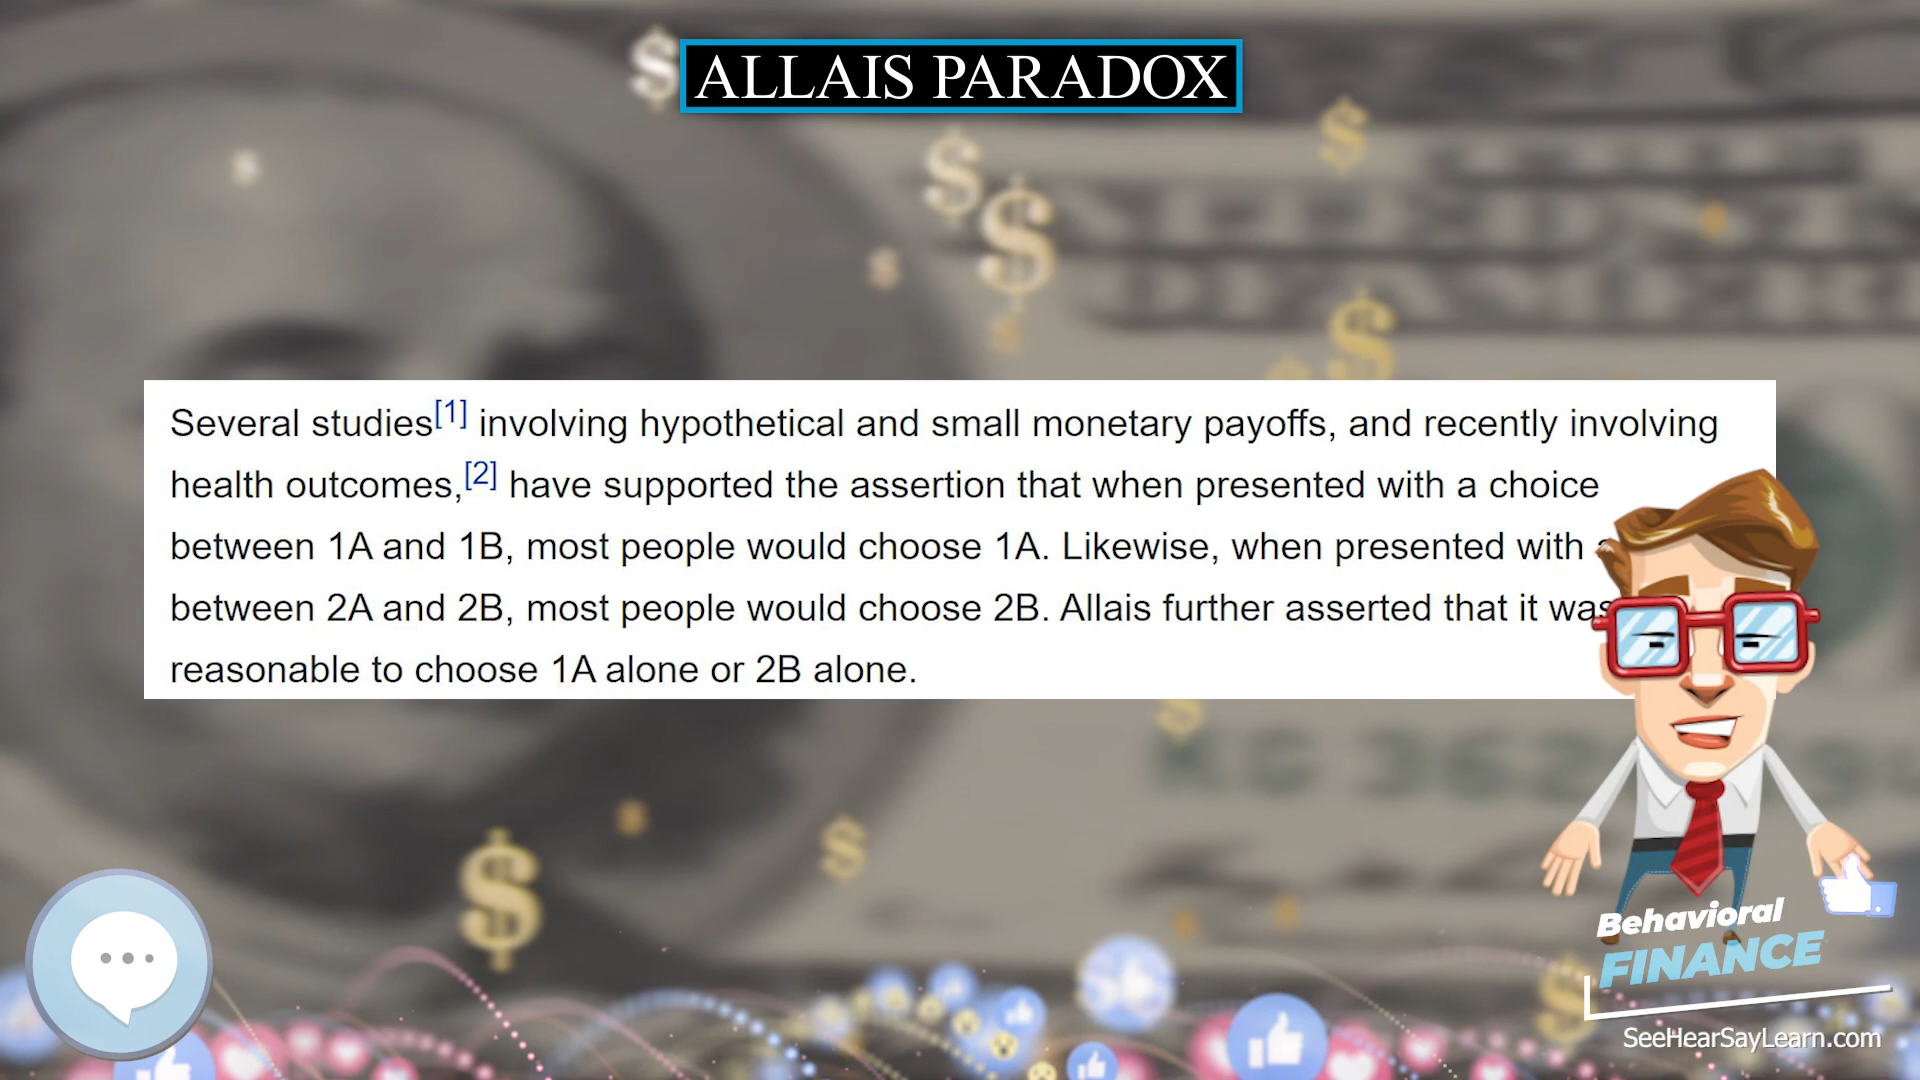 ALLAIS PARADOX
Several studies[1] involving hypothetical and small monetary payoffs, and recently involving
health outcomes,[2] have supported the assertion that when presented with a choice
between 1A and 1B, most people would choose 1A. Likewise, when presented with
between 2A and 2B, most people would choose 2B. Allais further asserted that it was
reasonable to choose 1A alone or 2B alone.
Behavioral
FINANCE
SeeHearSayLearn.com